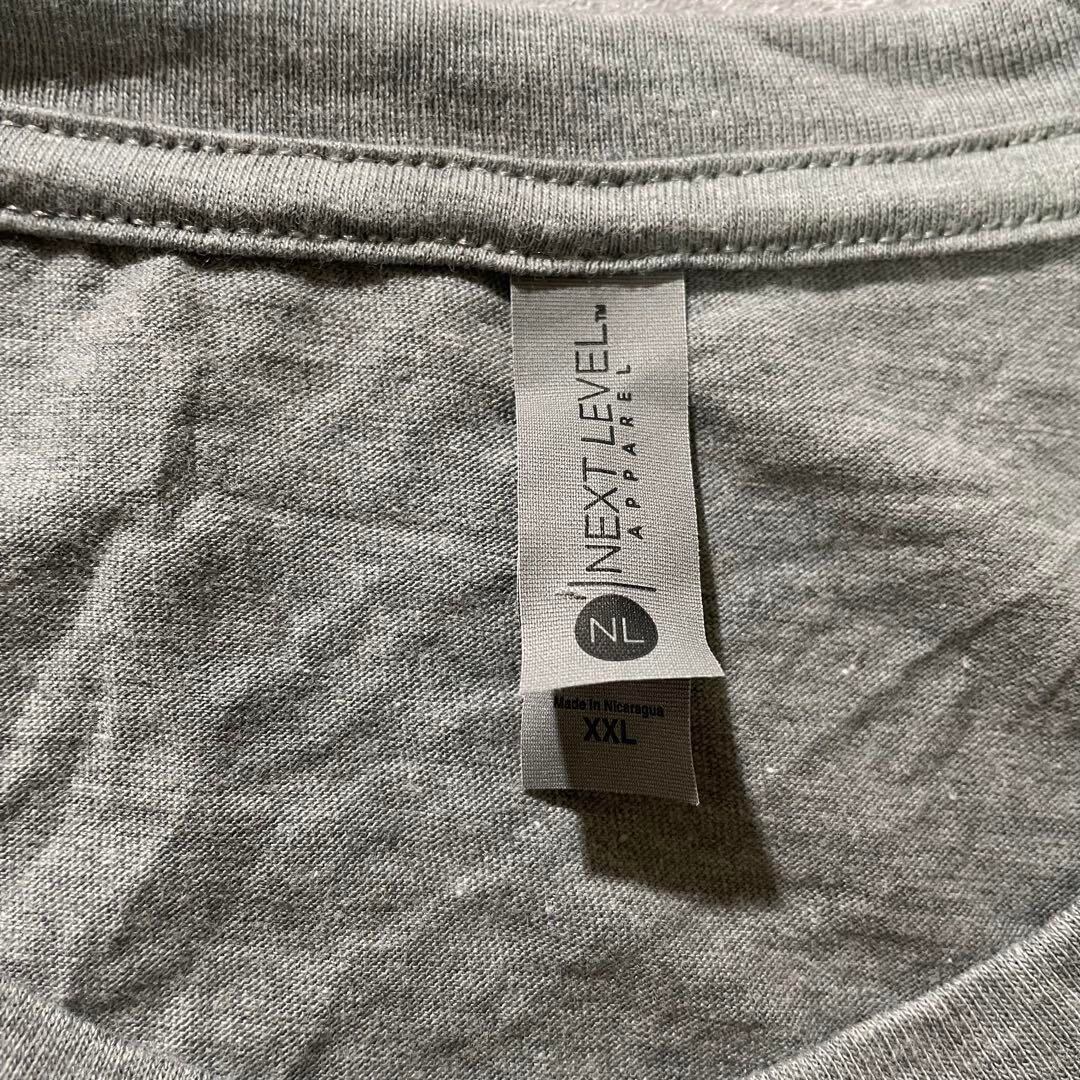 NEXT LEVEL™
APPAREL
NL
Made in Nicaragua
XXL